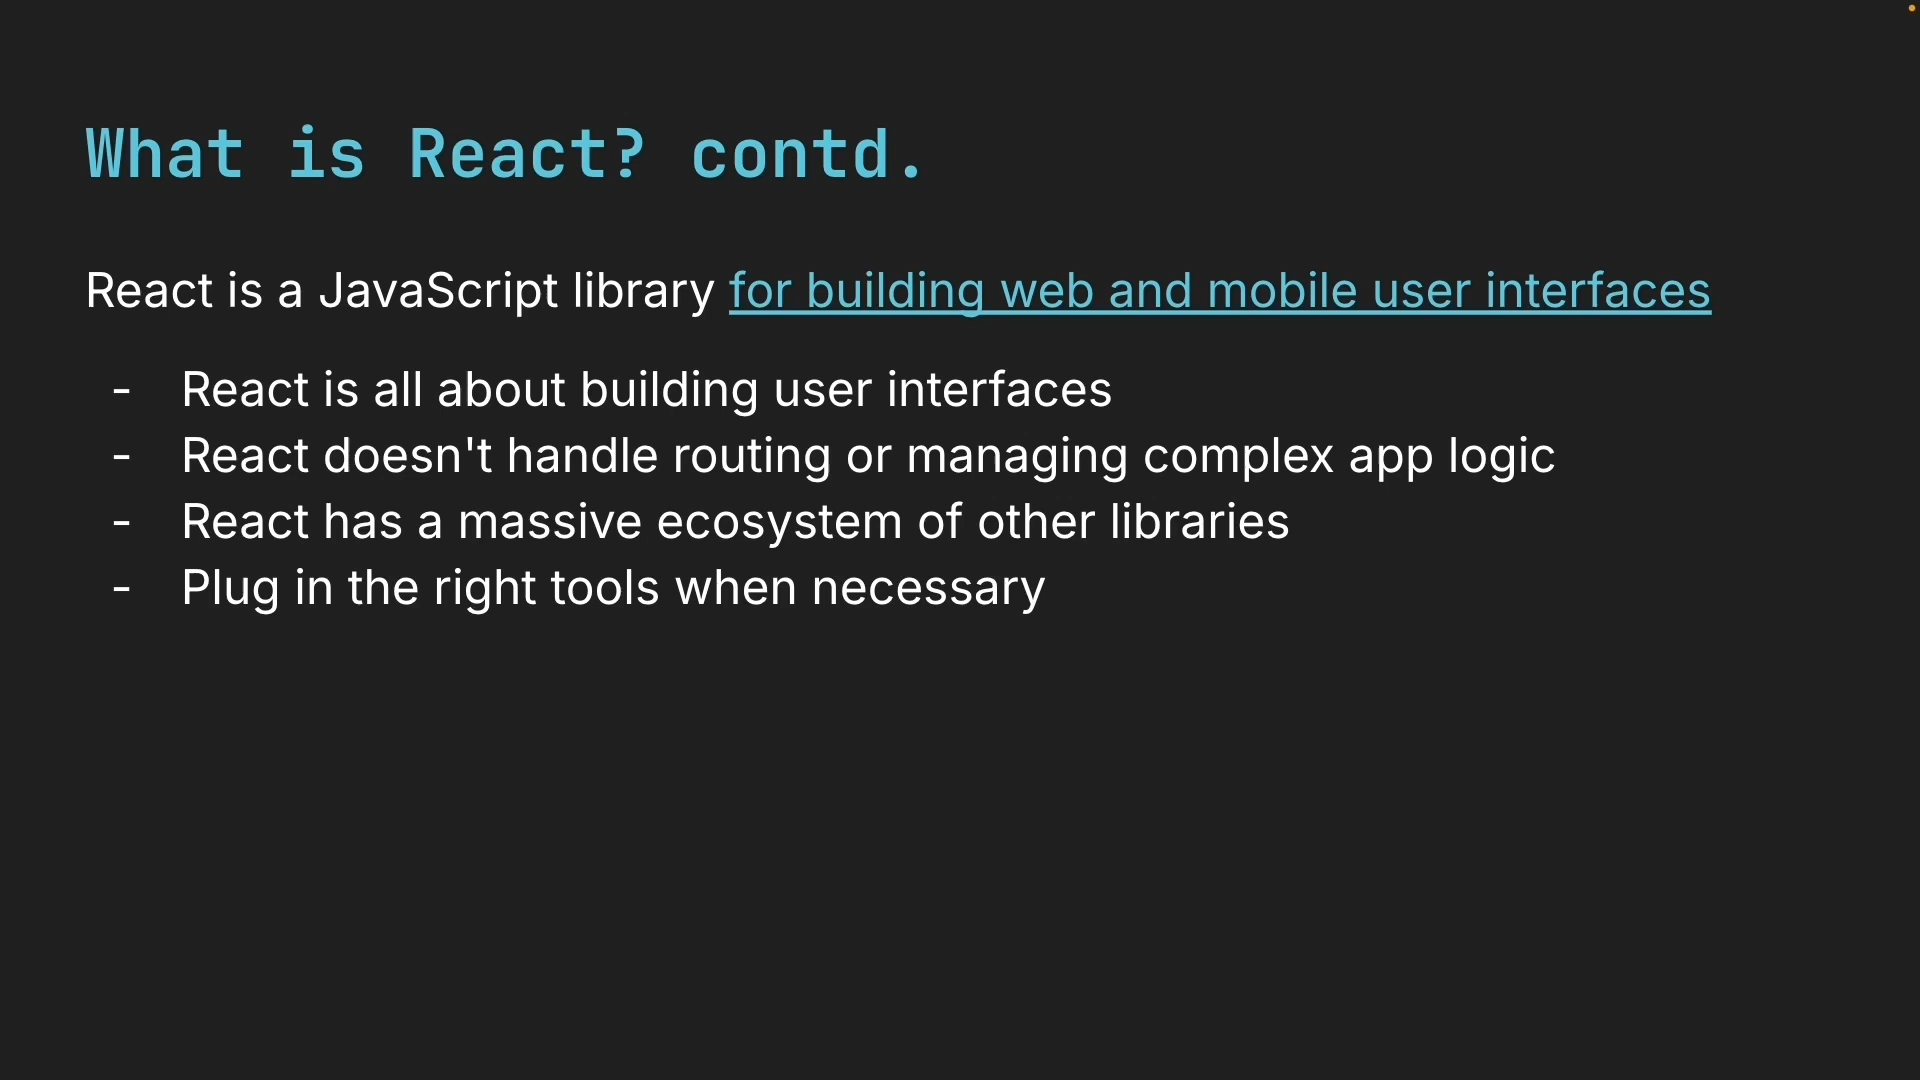 What is React? contd.
React is a JavaScript library for building web and mobile user interfaces
- React is all about building user interfaces
- React doesn't handle routing or managing complex app logic
- React has a massive ecosystem of other libraries
- Plug in the right tools when necessary